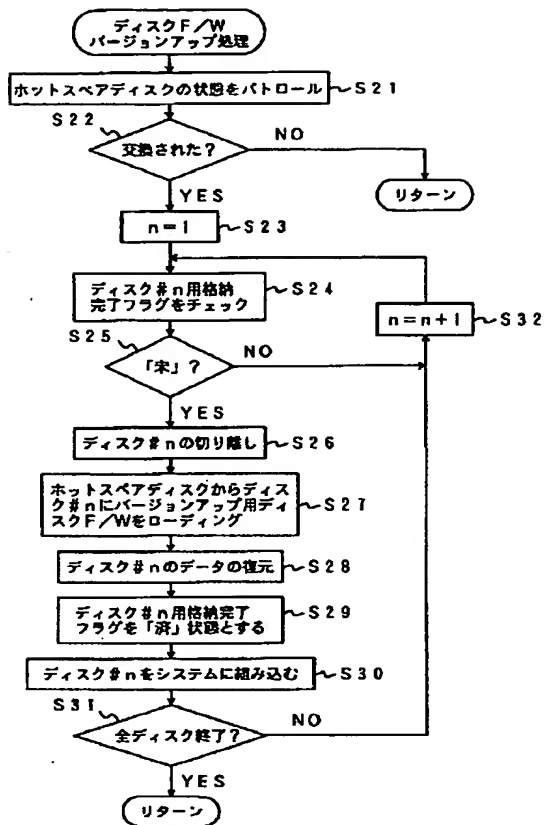 ディスクF/W
バージョンアップ処理
ホットスペアディスクの状態をパトロール
S21
S22
交換された?
NO
リターン
YES
n=1
S23
ディスク#n用格納
完了フラグをチェック
S24
n=n+1
S32
S25
「未」?
NO
YES
ディスク#nの切り離し
S26
ホットスペアディスクからディス
ク#nにバージョンアップ用ディ
スクF/Wをローディング
S27
ディスク#nのデータの復元
S28
ディスク#n用格納完了
フラグを「済」状態とする
S29
ディスク#nをシステムに組み込む
S30
S31
全ディスク終了?
NO
YES
リターン